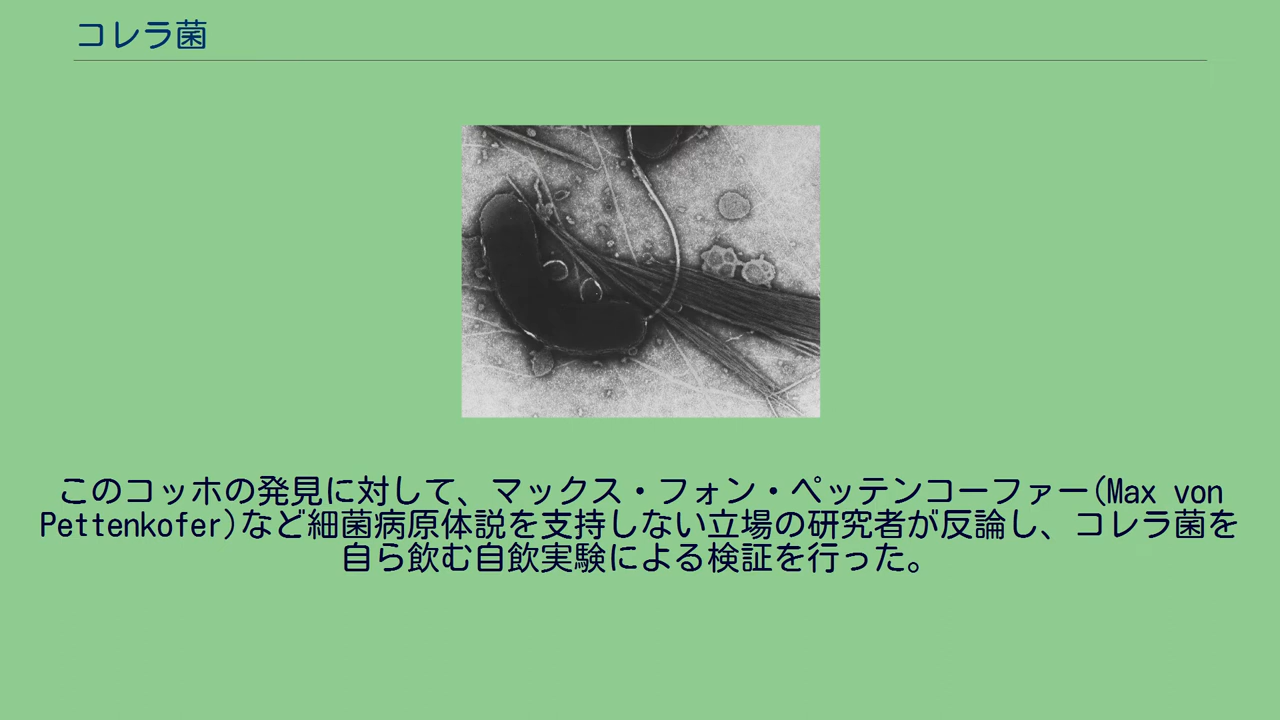 コレラ菌
このコッホの発見に対して、マックス・フォン・ペッテンコーファー(Max von
Pettenkofer)など細菌病原体説を支持しない立場の研究者が反論し、コレラ菌を
自ら飲む自飲実験による検証を行った。